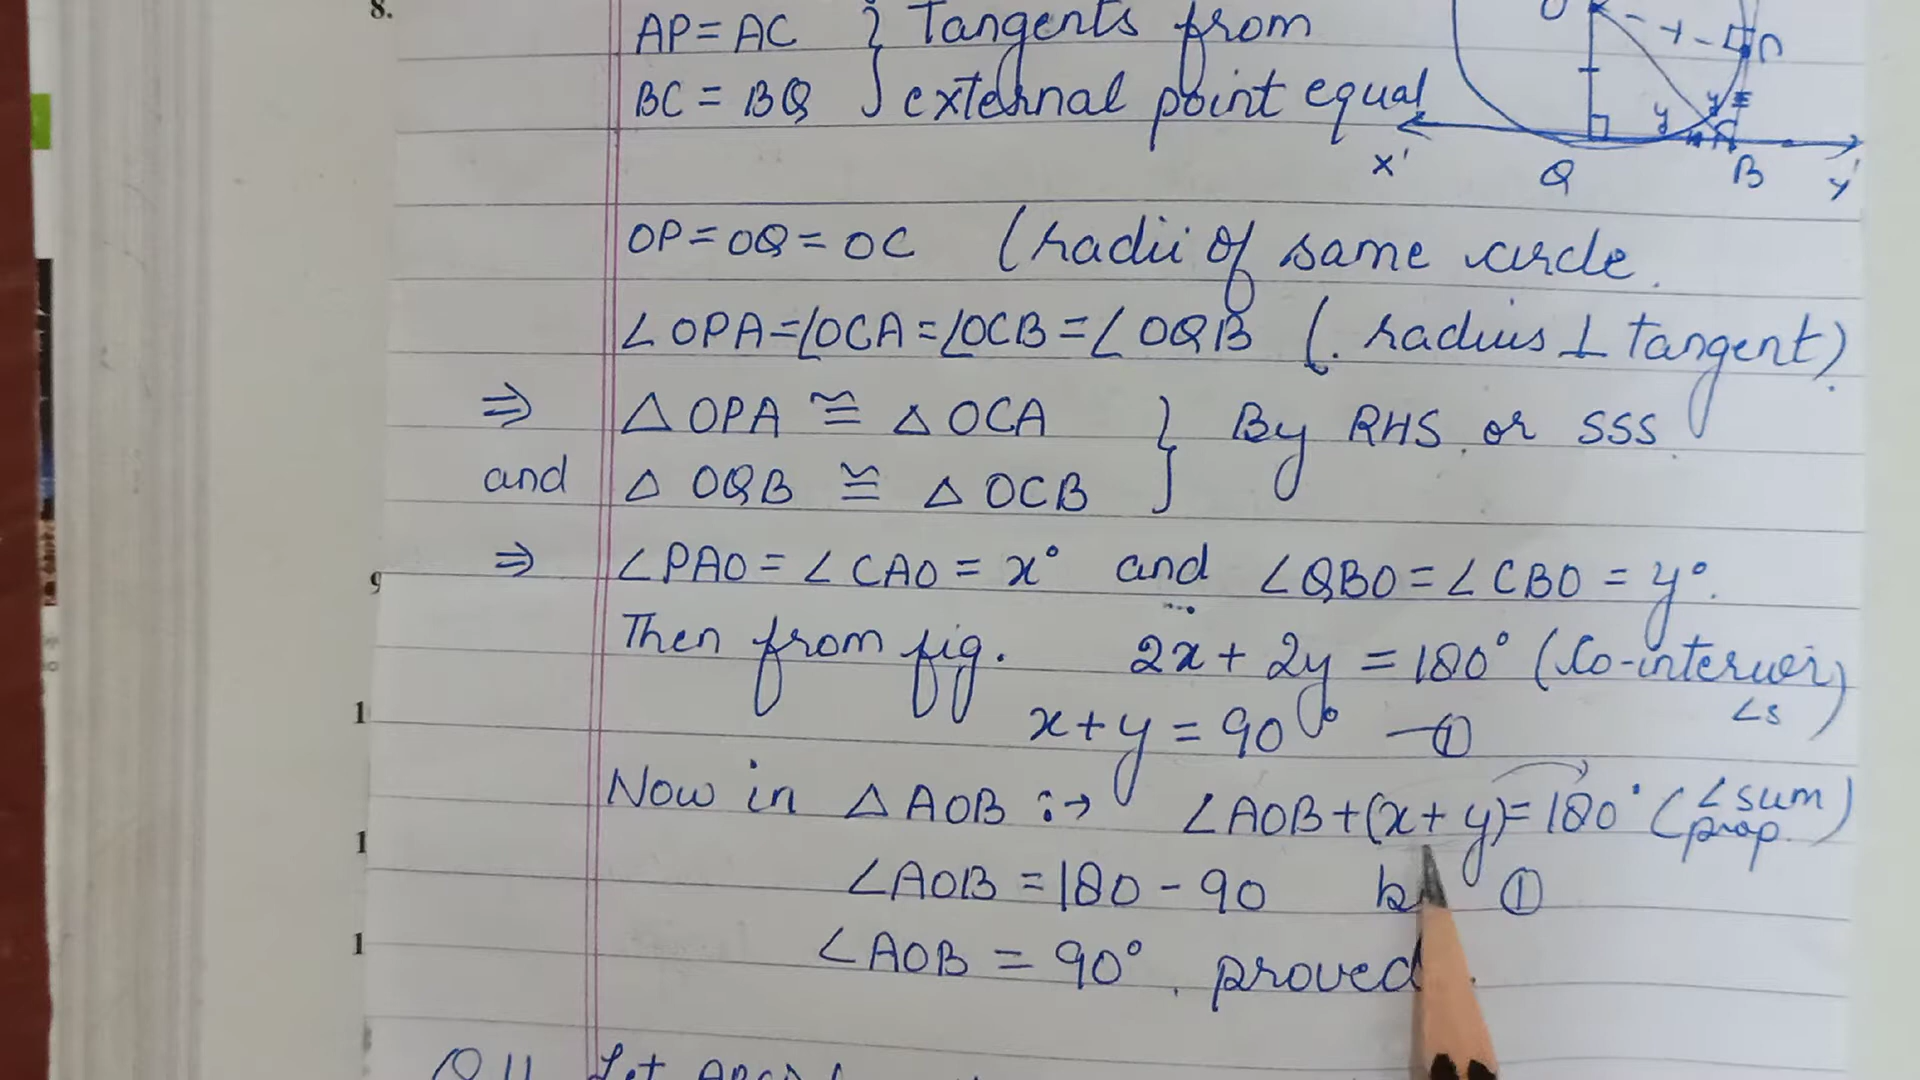 8.
AP = AC } Tangents from
BC = BQ } external point equal
O
C
y y
X' Q B Y'
OP = OQ = OC (radii of same circle.
∠OPA = ∠OCA = ∠OCB = ∠OQB (. radius ⊥ tangent)
⇒ △OPA ≅ △OCA } By RHS or SSS
and △OQB ≅ △OCB
⇒ ∠PAO = ∠CAO = x° and ∠QBO = ∠CBO = y°.
9
Then from fig. 2x + 2y = 180° (Co-interior ∠s)
1
x + y = 90° —①
Now in △AOB :→ ∠AOB + (x + y) = 180° (∠sum prop.)
1
∠AOB = 180 - 90 ①
1
∠AOB = 90°. proved
Q 11. Let